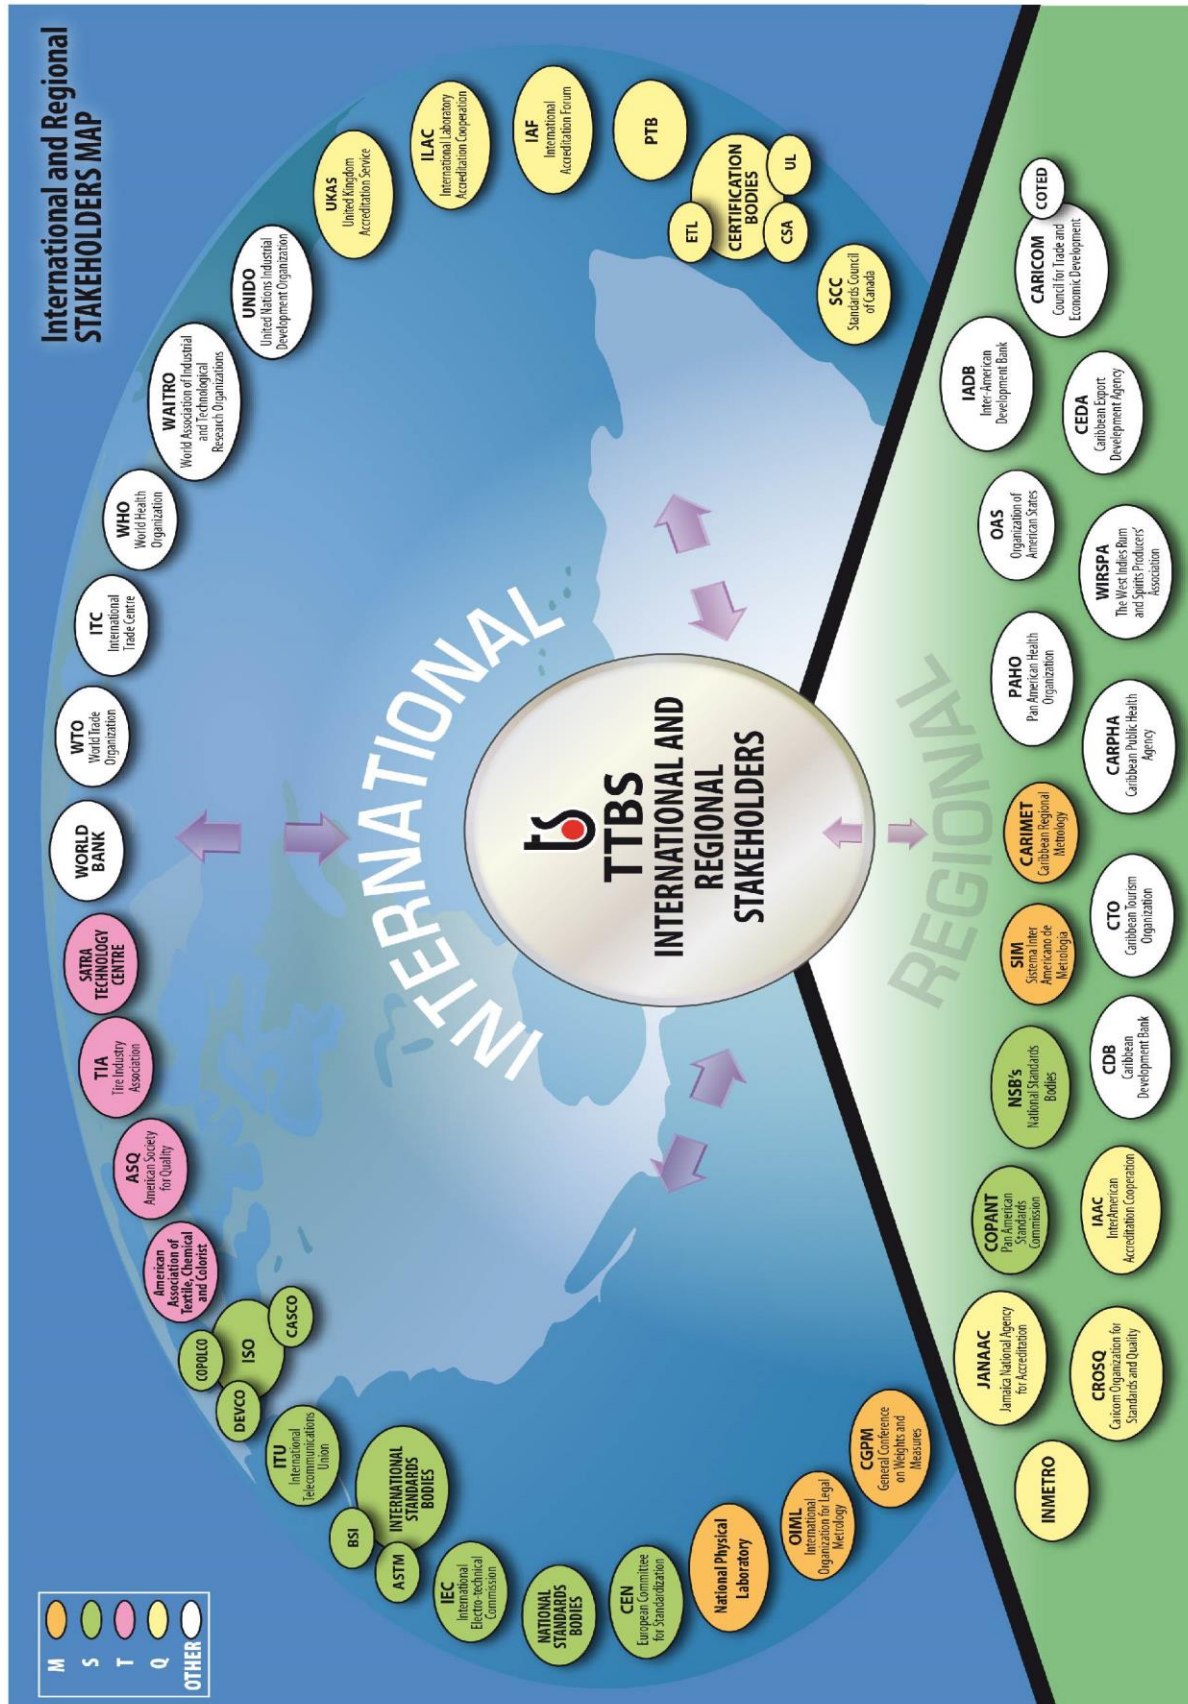 International and Regional
STAKEHOLDERS MAP
M
S
T
Q
OTHER
CGPM
General Conference
on Weights and
Measures
OIML
International
Organization for Legal
Metrology
National Physical
Laboratory
CEN
European Committee
for Standardization
NATIONAL
STANDARDS
BODIES
IEC
International
Electro-technical
Commission
ASTM
BSI
INTERNATIONAL
STANDARDS
BODIES
ITU
International
Telecommunications
Union
DEVCO
COPOLCO
ISO
CASCO
American
Association of
Textile, Chemical
and Colorist
ASQ
American Society
for Quality
TIA
Tire Industry
Association
SATRA
TECHNOLOGY
CENTRE
WORLD
BANK
WTO
World Trade
Organization
ITC
International
Trade Centre
WHO
World Health
Organization
WAITRO
World Association of Industrial
and Technological
Research Organizations
UNIDO
United Nations Industrial
Development Organization
UKAS
United Kingdom
Accreditation Service
ILAC
International Laboratory
Accreditation Cooperation
IAF
International
Accreditation Forum
PTB
ETL
CERTIFICATION
BODIES
UL
CSA
SCC
Standards Council
of Canada
INTERNATIONAL
ts
TTBS
INTERNATIONAL AND
REGIONAL
STAKEHOLDERS
REGIONAL
INMETRO
JANAAC
Jamaica National Agency
for Accreditation
CROSQ
Caricom Organization for
Standards and Quality
COPANT
Pan American
Standards
Commission
IAAC
InterAmerican
Accreditation Cooperation
NSB's
National Standards
Bodies
CDB
Caribbean
Development Bank
SIM
Sistema Inter
Americano de
Metrologia
CTO
Caribbean Tourism
Organization
CARIMET
Caribbean Regional
Metrology
CARPHA
Caribbean Public Health
Agency
PAHO
Pan American Health
Organization
WIRSPA
The West Indies Rum
and Spirits Producers'
Association
OAS
Organization of
American States
CEDA
Caribbean Export
Development Agency
IADB
Inter-American
Development Bank
CARICOM
Council for Trade and
Economic Development
COTED